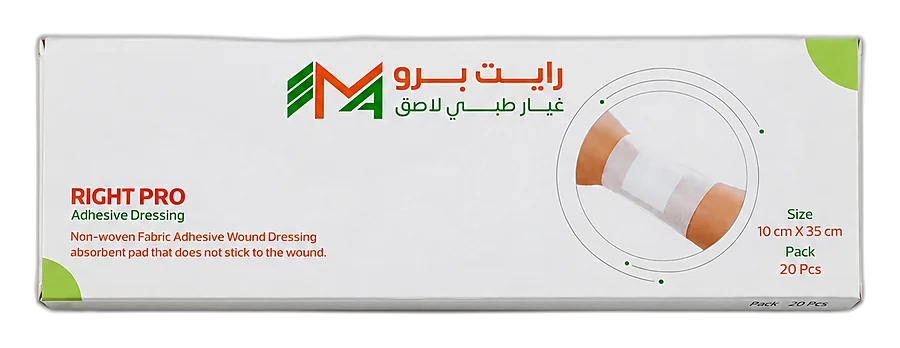 EMA
رايت برو
غيار طبي لاصق
RIGHT PRO
Adhesive Dressing
Non-woven Fabric Adhesive Wound Dressing
absorbent pad that does not stick to the wound.
Size
10 cm X 35 cm
Pack
20 Pcs
Pack 20 Pcs